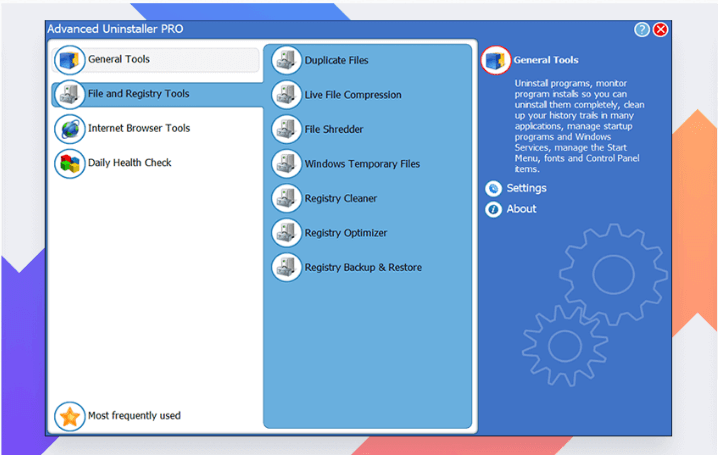 Advanced Uninstaller PRO
General Tools
File and Registry Tools
Internet Browser Tools
Daily Health Check
Most frequently used
Duplicate Files
Live File Compression
File Shredder
Windows Temporary Files
Registry Cleaner
Registry Optimizer
Registry Backup & Restore
General Tools
Uninstall programs, monitor
program installs so you can
uninstall them completely, clean
up your history trails in many
applications, manage startup
programs and Windows
Services, manage the Start
Menu, fonts and Control Panel
items.
Settings
About